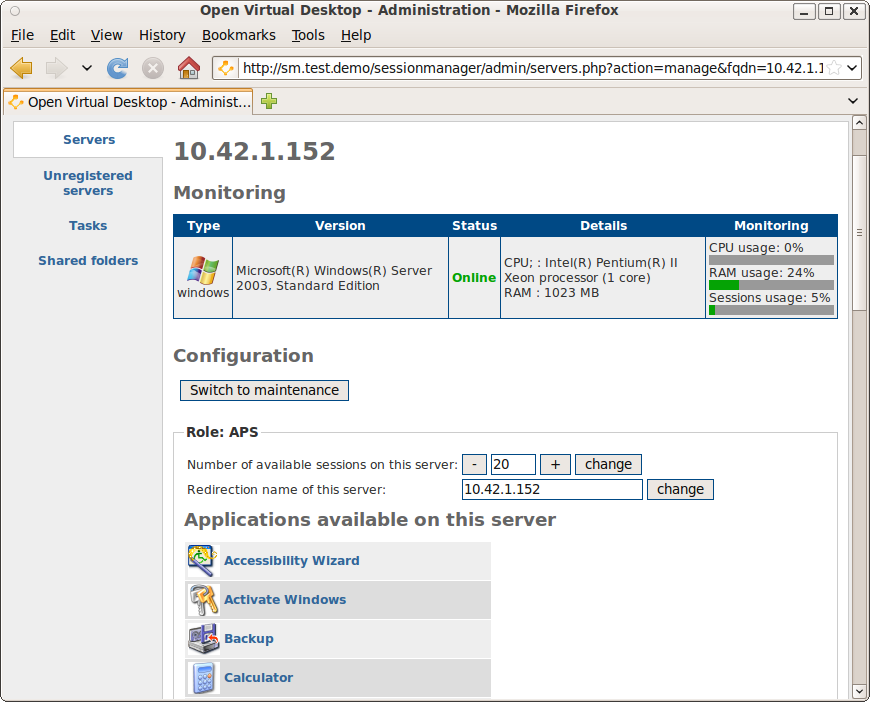 Open Virtual Desktop - Administration - Mozilla Firefox
File Edit View History Bookmarks Tools Help
http://sm.test.demo/sessionmanager/admin/servers.php?action=manage&fqdn=10.42.1.1
Open Virtual Desktop - Administ...
Servers
Unregistered
servers
Tasks
Shared folders
10.42.1.152
Monitoring
Type Version Status Details Monitoring
windows
Microsoft(R) Windows(R) Server
2003, Standard Edition
Online
CPU; : Intel(R) Pentium(R) II
Xeon processor (1 core)
RAM : 1023 MB
CPU usage: 0%
RAM usage: 24%
Sessions usage: 5%
Configuration
Switch to maintenance
Role: APS
Number of available sessions on this server: - 20 + change
Redirection name of this server: 10.42.1.152 change
Applications available on this server
Accessibility Wizard
Activate Windows
Backup
Calculator